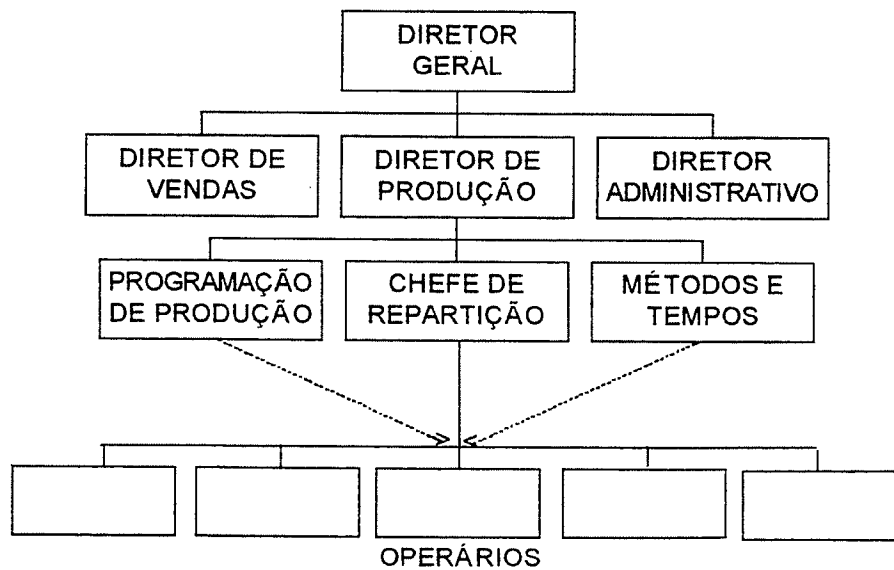 DIRETOR
GERAL
DIRETOR DE
VENDAS
DIRETOR DE
PRODUÇÃO
DIRETOR
ADMINISTRATIVO
PROGRAMAÇÃO
DE PRODUÇÃO
CHEFE DE
REPARTIÇÃO
MÉTODOS E
TEMPOS
OPERÁRIOS